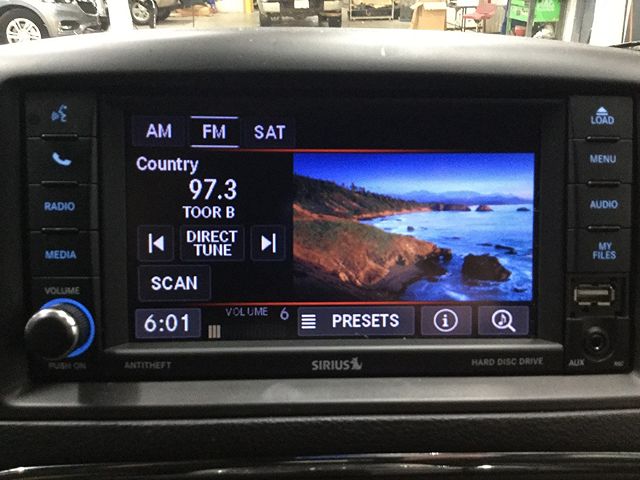 AM FM SAT
Country
97.3
TOOR B
DIRECT
TUNE
SCAN
6:01
VOLUME 6
PRESETS
RADIO
MEDIA
VOLUME
PUSH ON
LOAD
MENU
AUDIO
MY
FILES
AUX
ANTITHEFT
SIRIUS
HARD DISC DRIVE